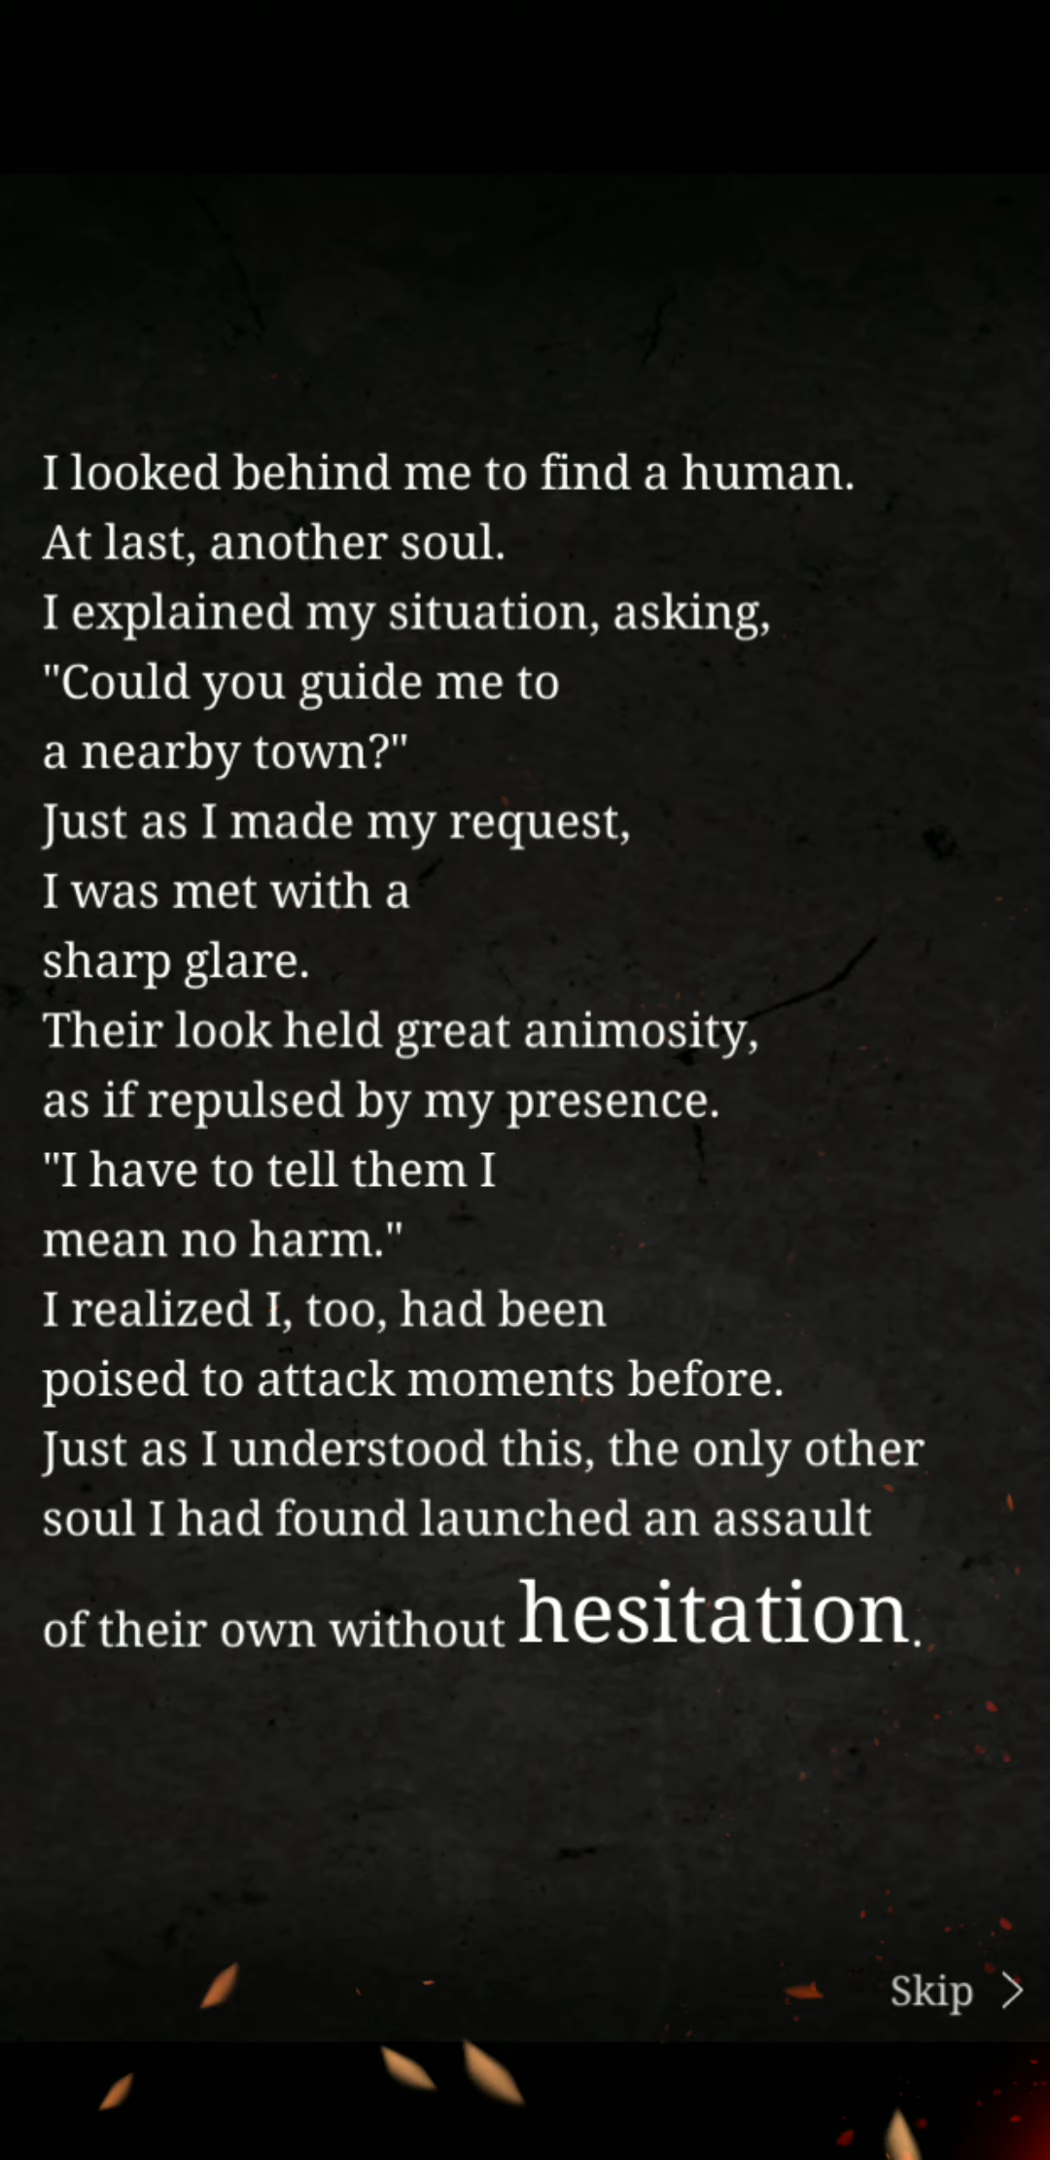 I looked behind me to find a human.
At last, another soul.
I explained my situation, asking,
"Could you guide me to
a nearby town?"
Just as I made my request,
I was met with a
sharp glare.
Their look held great animosity,
as if repulsed by my presence.
"I have to tell them I
mean no harm."
I realized I, too, had been
poised to attack moments before.
Just as I understood this, the only other
soul I had found launched an assault
of their own without hesitation.
Skip >